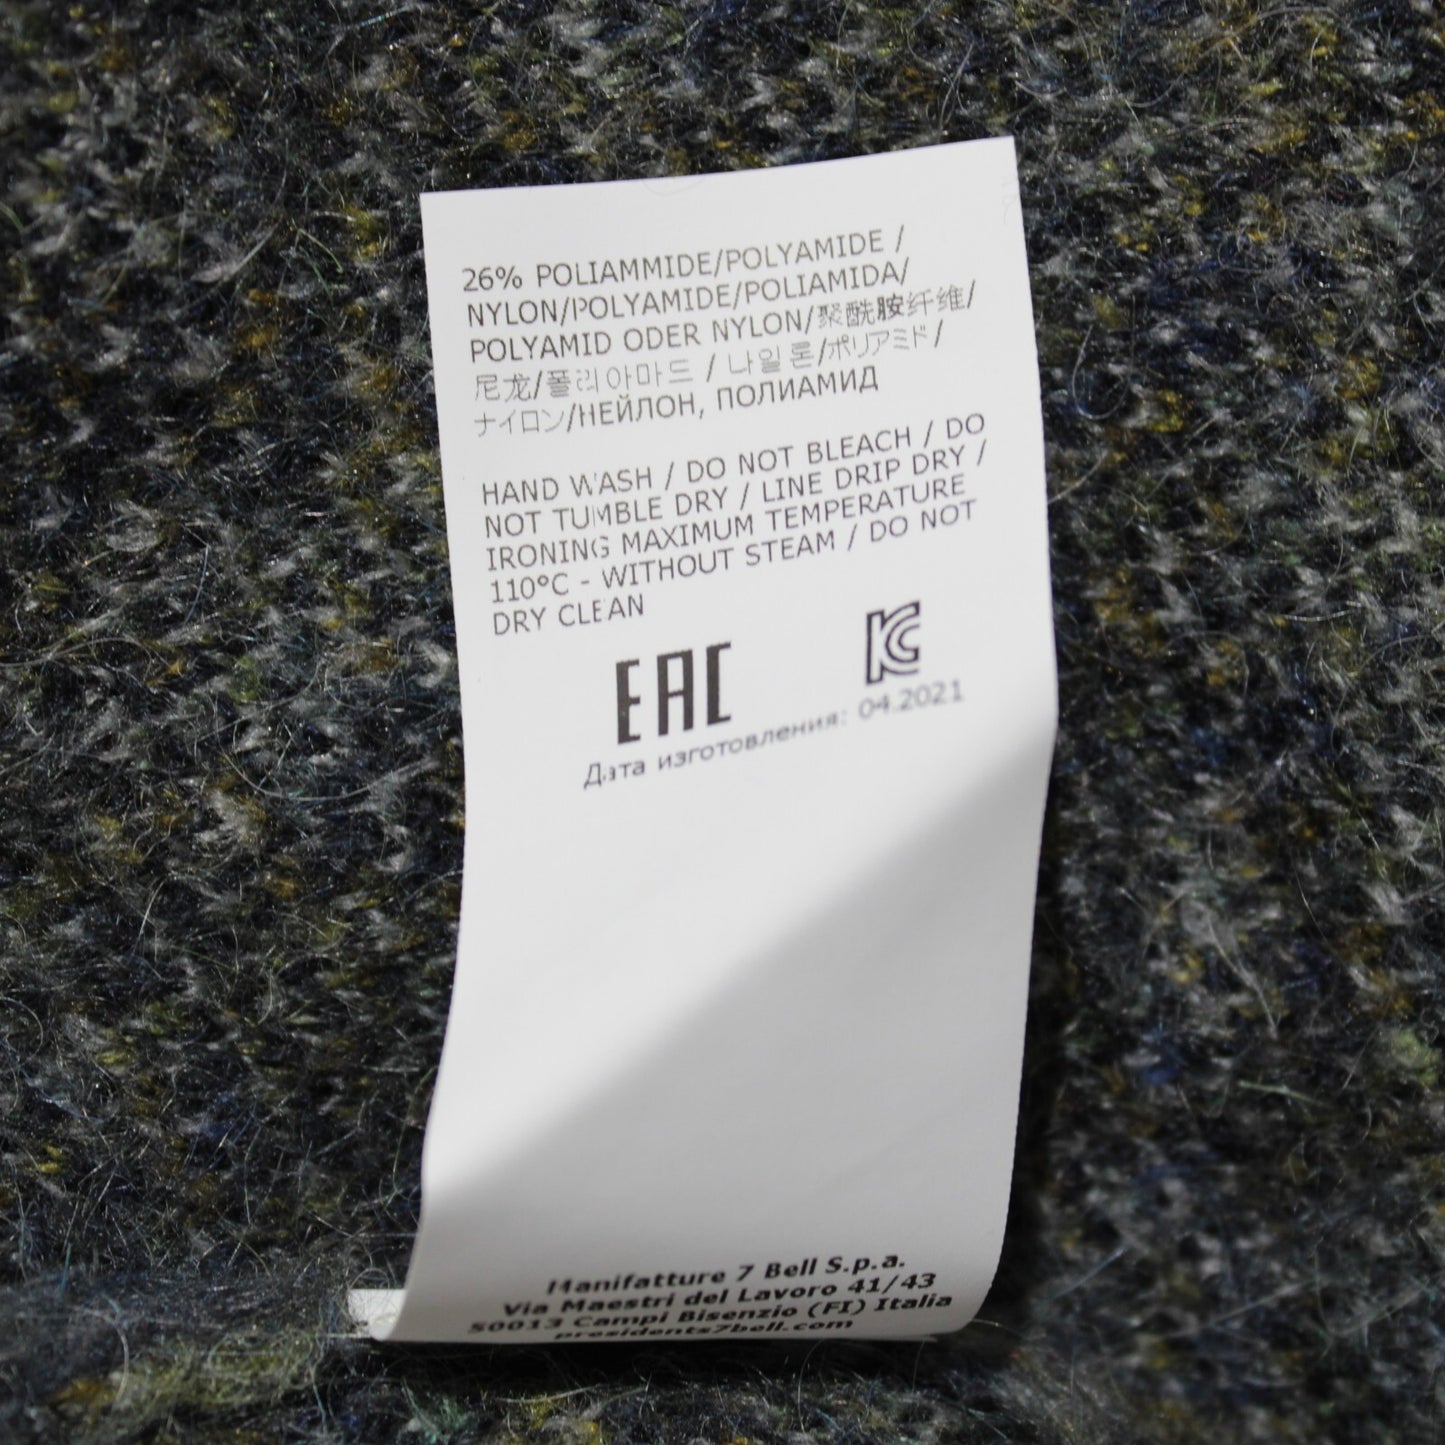 26% POLIAMMIDE/POLYAMIDE /
NYLON/POLYAMIDE/POLIAMIDA/
POLYAMID ODER NYLON/聚酰胺纤维/
尼龙/폴리아마드 / 나일론/ポリアミド/
ナイロン/НЕЙЛОН, ПОЛИАМИД
HAND WASH / DO NOT BLEACH / DO
NOT TUMBLE DRY / LINE DRIP DRY /
IRONING MAXIMUM TEMPERATURE
110°C - WITHOUT STEAM / DO NOT
DRY CLEAN
EAC
KC
Дата изготовления: 04.2021
Manifatture 7 Bell S.p.a.
Via Maestri del Lavoro 41/43
50013 Campi Bisenzio (FI) Italia
presidents7bell.com